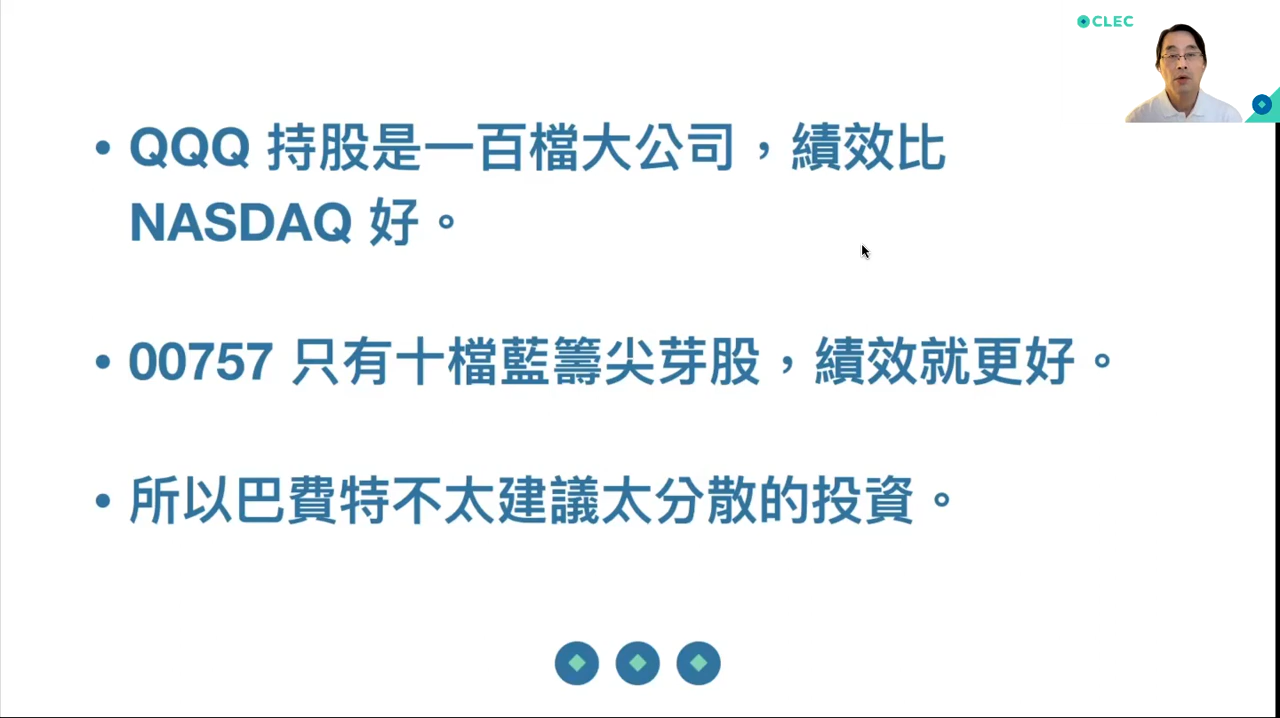 CLEC
• QQQ 持股是一百檔大公司，績效比
NASDAQ 好。
• 00757 只有十檔藍籌尖芽股，績效就更好。
• 所以巴費特不太建議太分散的投資。